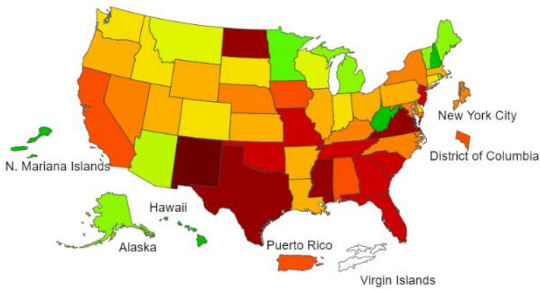 New York City
District of Columbia
N. Mariana Islands
Hawaii
Alaska
Puerto Rico
Virgin Islands